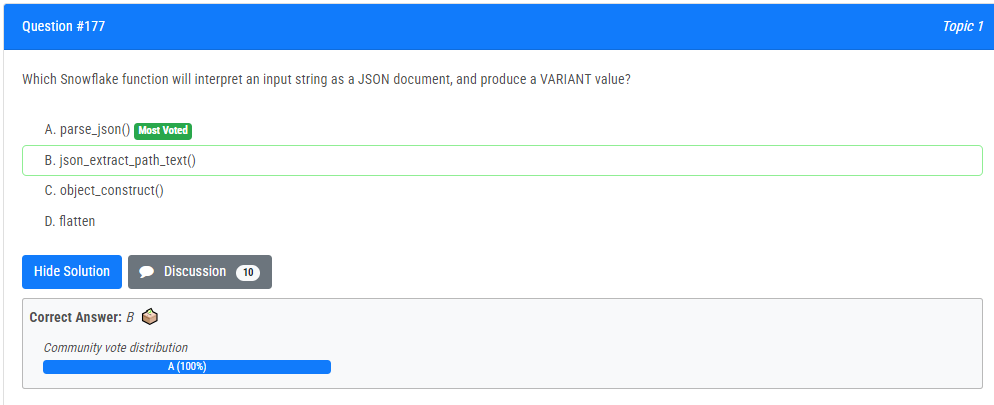 Question #177 Topic 1
Which Snowflake function will interpret an input string as a JSON document, and produce a VARIANT value?
A. parse_json() Most Voted
B. json_extract_path_text()
C. object_construct()
D. flatten
Hide Solution Discussion 10
Correct Answer: B
Community vote distribution
A (100%)